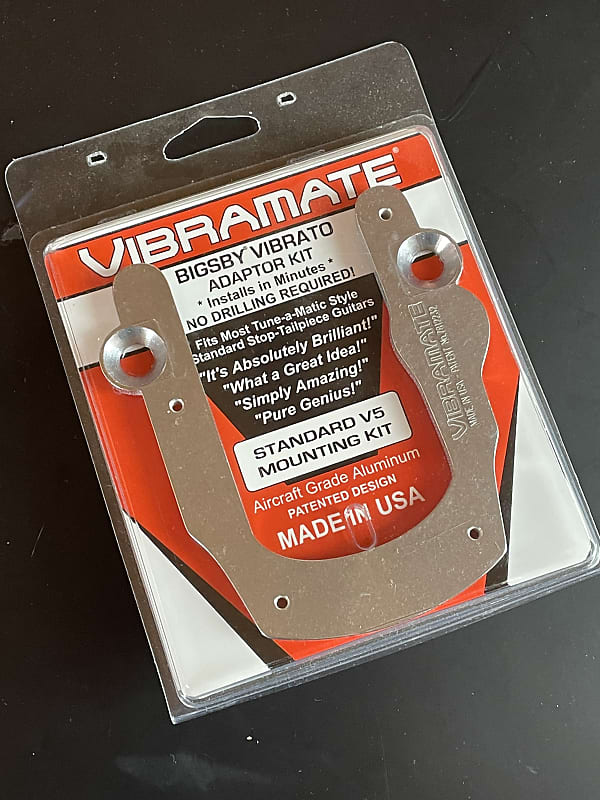 VIBRAMATE®
BIGSBY® VIBRATO
ADAPTOR KIT
* Installs in Minutes *
NO DRILLING REQUIRED!
Fits Most Tune-a-Matic Style
Standard Stop-Tailpiece Guitars
"It's Absolutely Brilliant!"
"What a Great Idea!"
"Simply Amazing!"
"Pure Genius!"
STANDARD V5
MOUNTING KIT
Aircraft Grade Aluminum
PATENTED DESIGN
MADE IN USA
VIBRAMATE
MADE IN USA - PATENT NO.